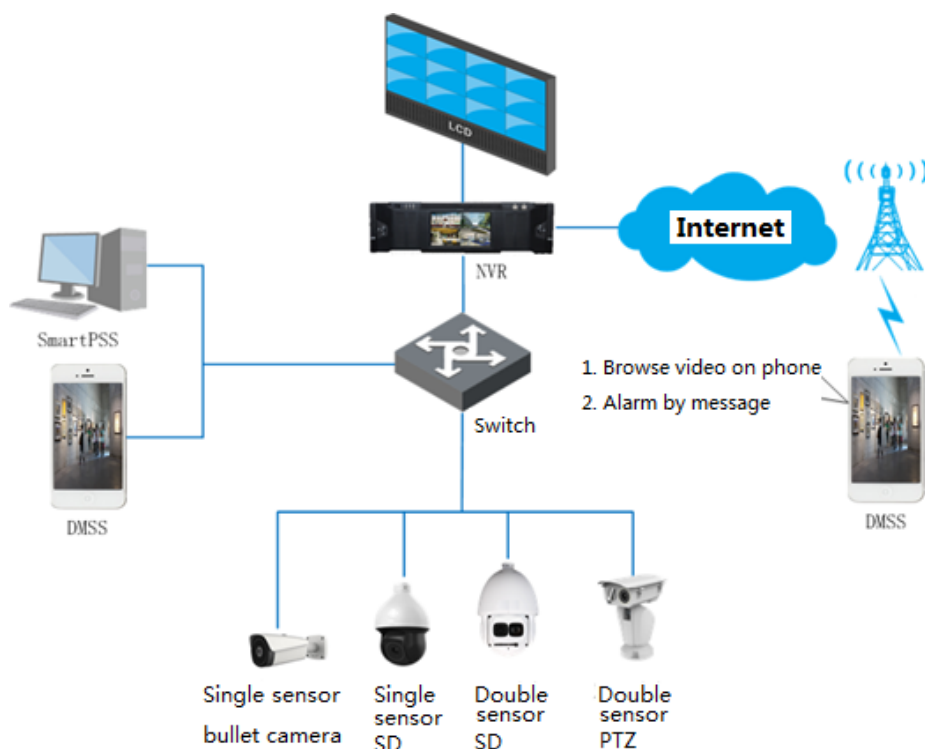 LCD
Internet
NVR
SmartPSS
1. Browse video on phone
2. Alarm by message
Switch
DMSS
DMSS
Single sensor
bullet camera
Single
sensor
SD
Double
sensor
SD
Double
sensor
PTZ